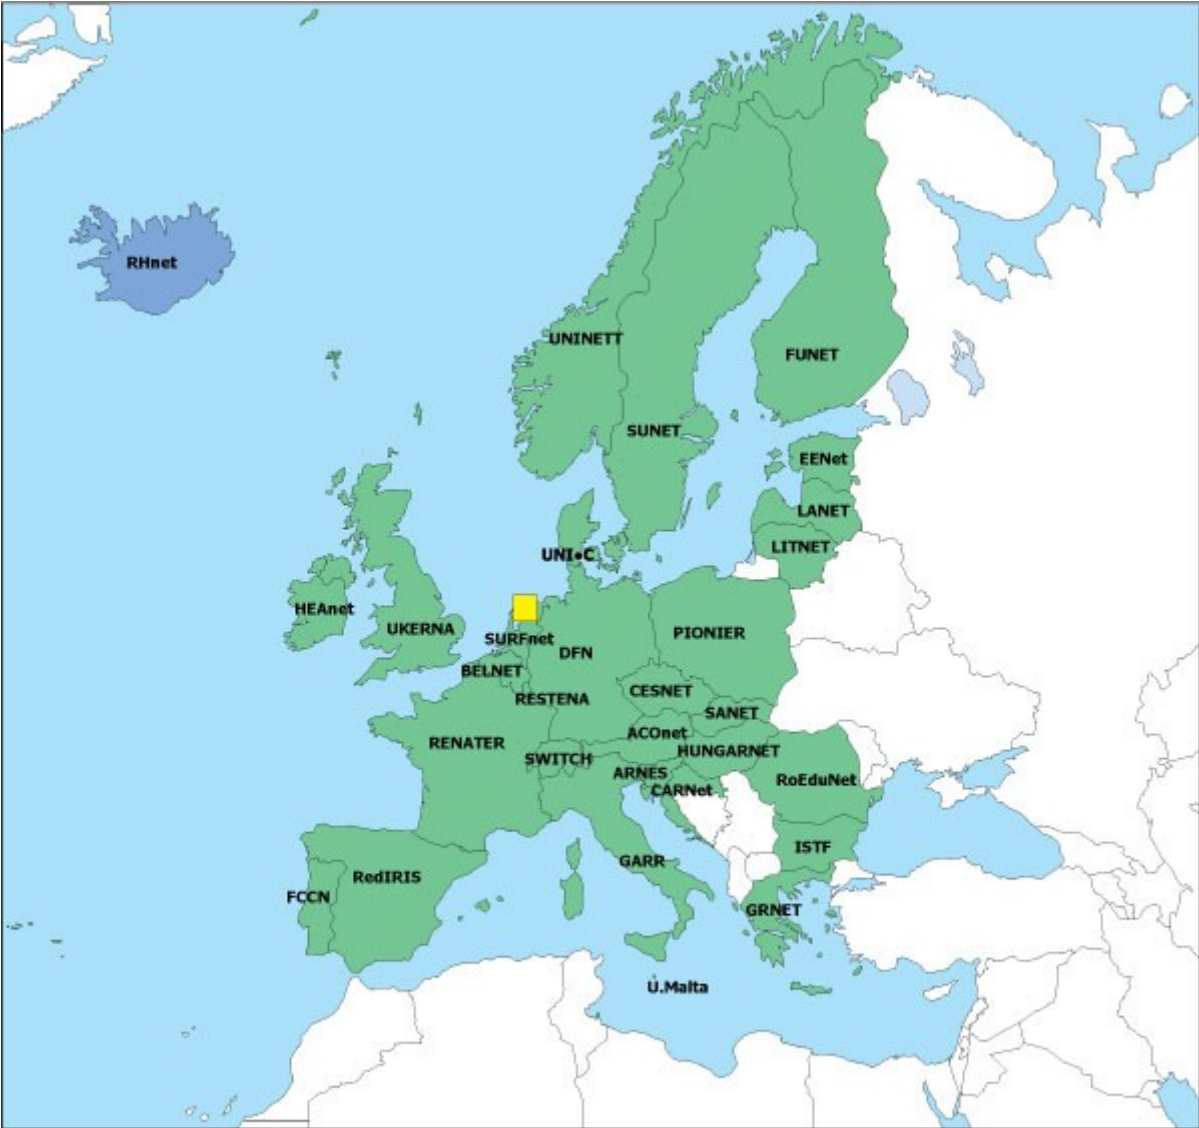 RHnet
UNINETT
FUNET
SUNET
EENet
LANET
LITNET
UNI•C
HEAnet
UKERNA
SURFnet
PIONIER
DFN
BELNET
CESNET
RESTENA
SANET
ACOnet
RENATER
HUNGARNET
SWITCH
ARNES
RoEduNet
CARNet
ISTF
GARR
RedIRIS
FCCN
GRNET
U.Malta